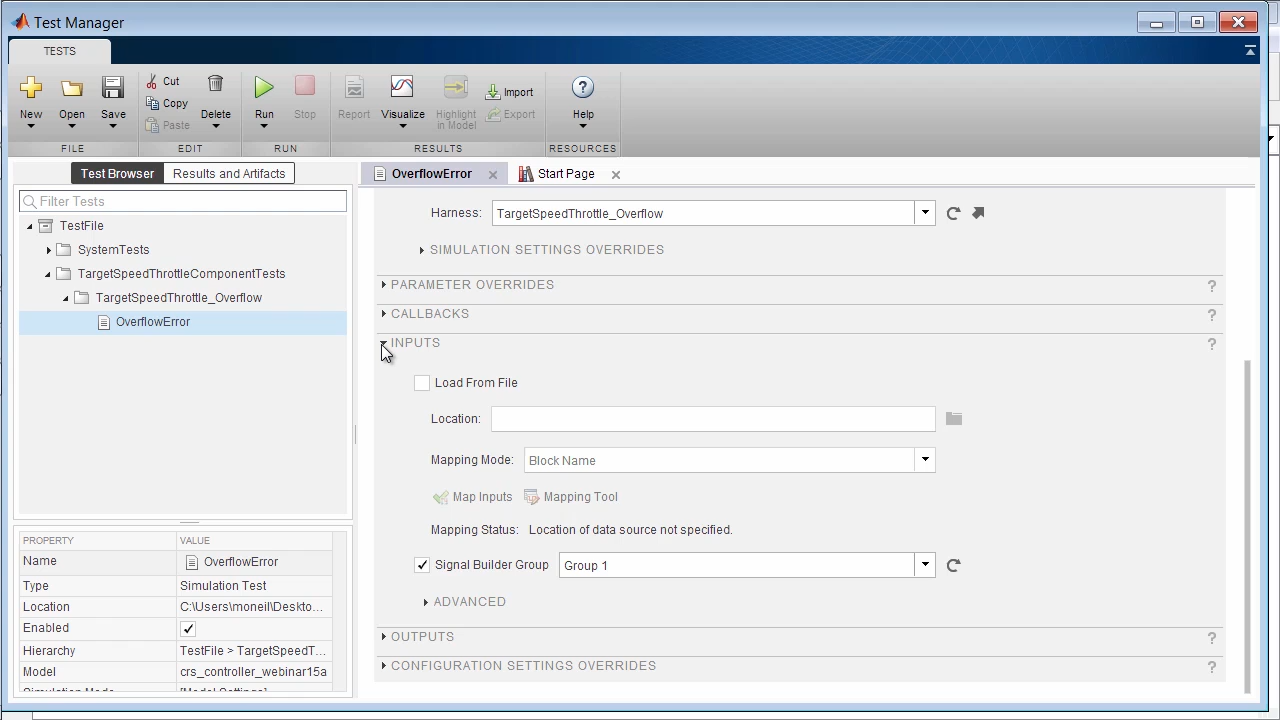 Test Manager
TESTS
New
Open
Save
Cut
Copy
Paste
Delete
Run
Stop
Report
Visualize
Highlight
in Model
Import
Export
Help
FILE
EDIT
RUN
RESULTS
RESOURCES
Test Browser
Results and Artifacts
OverflowError
Start Page
Filter Tests
TestFile
SystemTests
TargetSpeedThrottleComponentTests
TargetSpeedThrottle_Overflow
OverflowError
PROPERTY VALUE
Name OverflowError
Type Simulation Test
Location C:\Users\moneil\Deskto...
Enabled
Hierarchy TestFile > TargetSpeedT...
Model crs_controller_webinar15a
Simulation Mode [Model Settings]
Harness: TargetSpeedThrottle_Overflow
SIMULATION SETTINGS OVERRIDES
PARAMETER OVERRIDES ?
CALLBACKS ?
INPUTS ?
Load From File
Location:
Mapping Mode: Block Name
Map Inputs Mapping Tool
Mapping Status: Location of data source not specified.
Signal Builder Group Group 1
ADVANCED
OUTPUTS ?
CONFIGURATION SETTINGS OVERRIDES ?